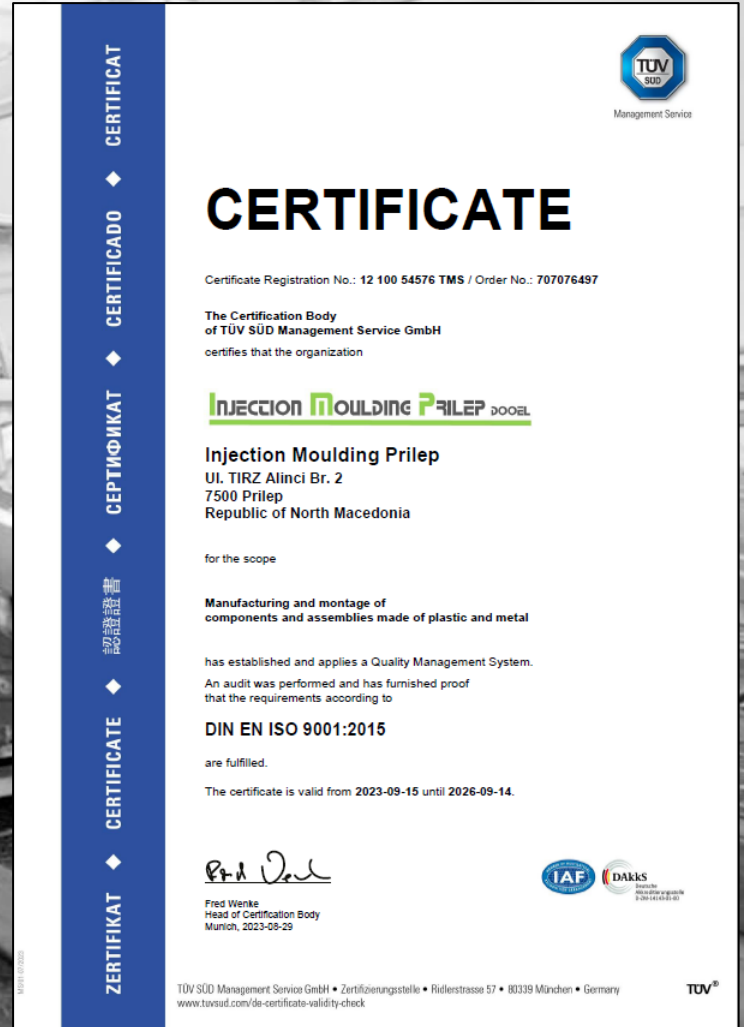 TÜV
SÜD
Management Service
CERTIFICATE
Certificate Registration No.: 12 100 54576 TMS / Order No.: 707076497
The Certification Body
of TÜV SÜD Management Service GmbH
certifies that the organization
INJECTION MOULDING PRILEP DOOEL
Injection Moulding Prilep
Ul. TIRZ Alinci Br. 2
7500 Prilep
Republic of North Macedonia
for the scope
Manufacturing and montage of
components and assemblies made of plastic and metal
has established and applies a Quality Management System.
An audit was performed and has furnished proof
that the requirements according to
DIN EN ISO 9001:2015
are fulfilled.
The certificate is valid from 2023-09-15 until 2026-09-14.
Fred Wenke
Head of Certification Body
Munich, 2023-08-29
IAF
DAkkS
Deutsche
Akkreditierungsstelle
D-ZM-14143-01-00
TÜV SÜD Management Service GmbH • Zertifizierungsstelle • Ridlerstrasse 57 • 80339 München • Germany
www.tuvsud.com/de-certificate-validity-check
TÜV®
ZERTIFIKAT ◆ CERTIFICATE ◆ 認證證書 ◆ СЕРТИФИКАТ ◆ CERTIFICADO ◆ CERTIFICAT